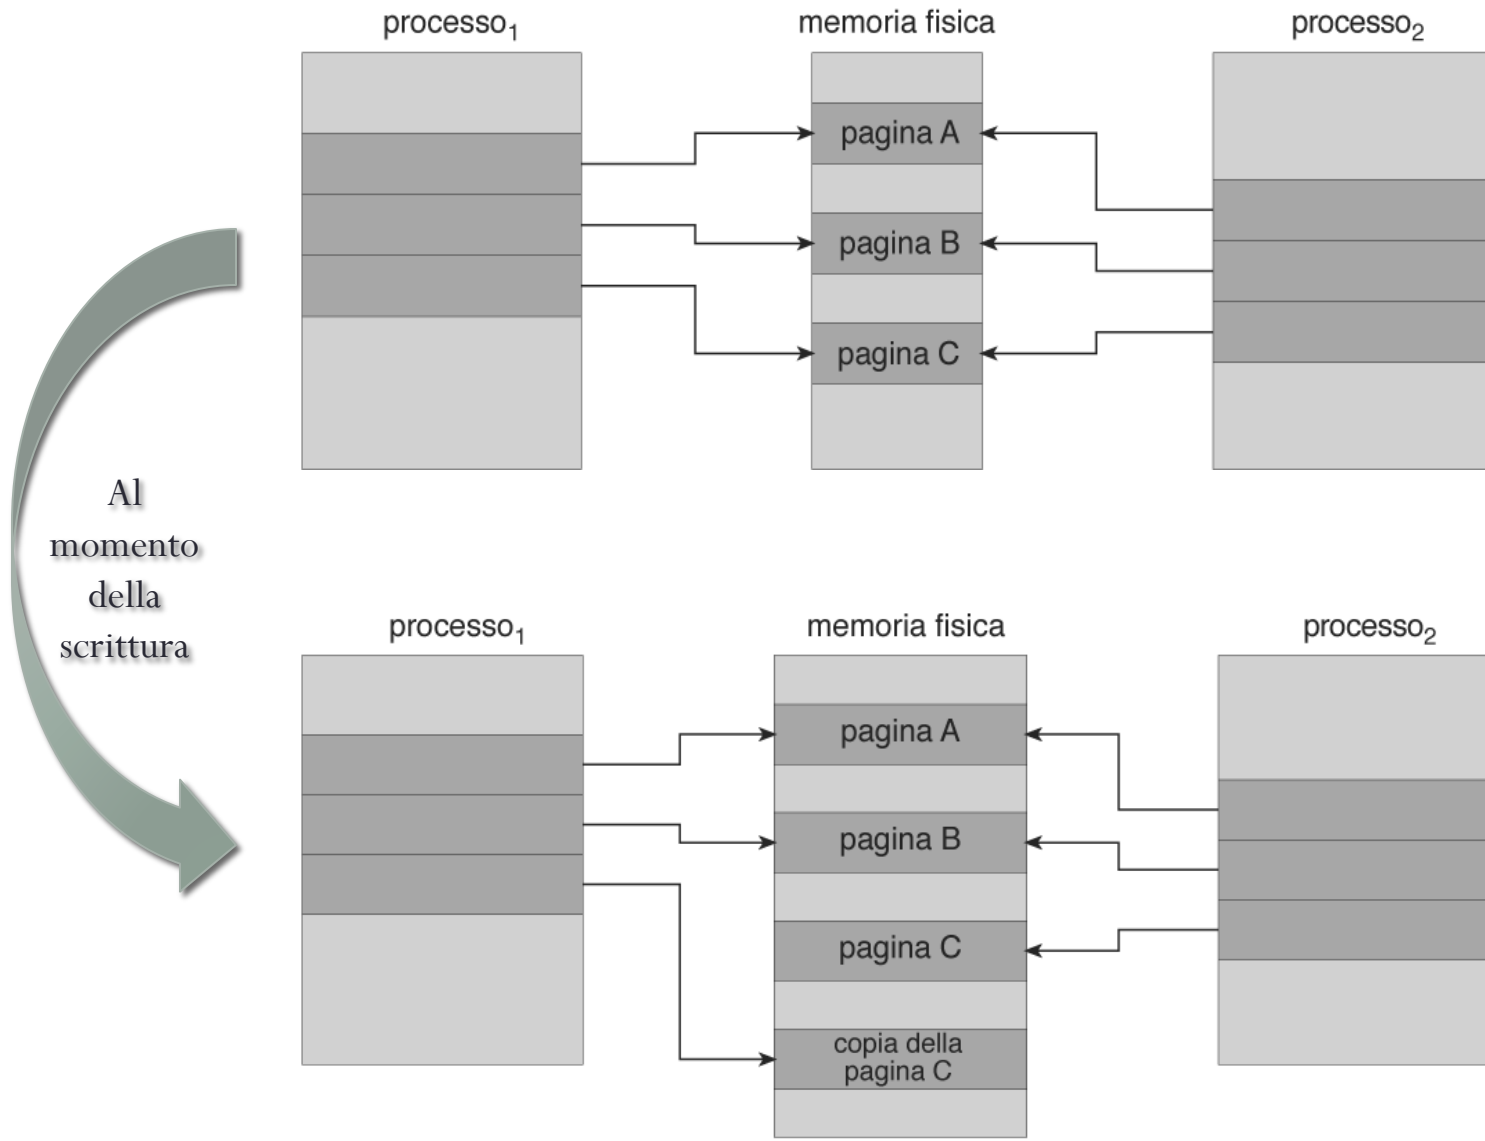 processo1
memoria fisica
processo2
pagina A
pagina B
pagina C
Al
momento
della
scrittura
processo1
memoria fisica
processo2
pagina A
pagina B
pagina C
copia della
pagina C